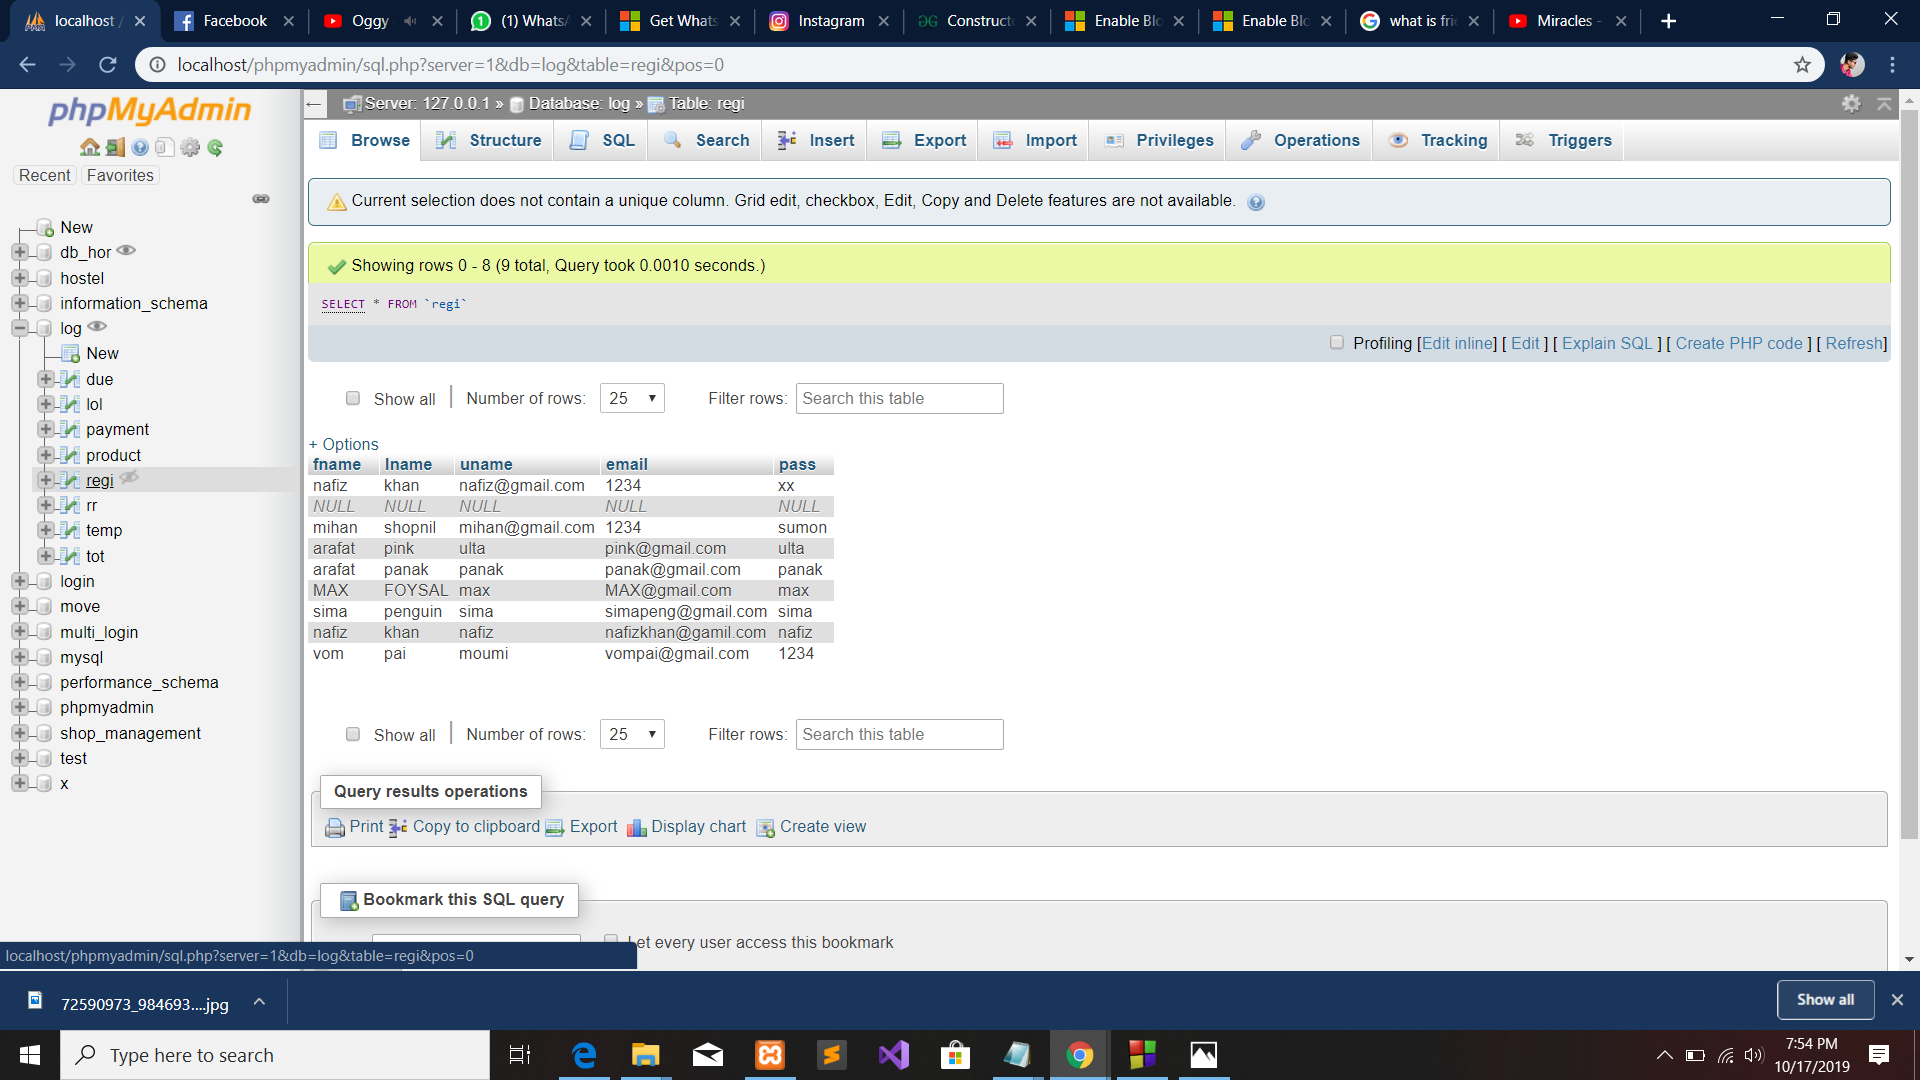 localhost / Facebook Oggy (1) Whats Get Whats Instagram Constructo Enable Blo Enable Blo what is frie Miracles -
localhost/phpmyadmin/sql.php?server=1&db=log&table=regi&pos=0
phpMyAdmin
Recent Favorites
New
db_hor
hostel
information_schema
log
New
due
lol
payment
product
regi
rr
temp
tot
login
move
multi_login
mysql
performance_schema
phpmyadmin
shop_management
test
x
Server: 127.0.0.1 » Database: log » Table: regi
Browse Structure SQL Search Insert Export Import Privileges Operations Tracking Triggers
Current selection does not contain a unique column. Grid edit, checkbox, Edit, Copy and Delete features are not available.
Showing rows 0 - 8 (9 total, Query took 0.0010 seconds.)
SELECT * FROM `regi`
Profiling [Edit inline] [ Edit ] [ Explain SQL ] [ Create PHP code ] [ Refresh]
Show all Number of rows: 25 Filter rows: Search this table
+ Options
fname lname uname email pass
nafiz khan nafiz@gmail.com 1234 xx
NULL NULL NULL NULL NULL
mihan shopnil mihan@gmail.com 1234 sumon
arafat pink ulta pink@gmail.com ulta
arafat panak panak panak@gmail.com panak
MAX FOYSAL max MAX@gmail.com max
sima penguin sima simapeng@gmail.com sima
nafiz khan nafiz nafizkhan@gamil.com nafiz
vom pai moumi vompai@gmail.com 1234
Show all Number of rows: 25 Filter rows: Search this table
Query results operations
Print Copy to clipboard Export Display chart Create view
Bookmark this SQL query
Let every user access this bookmark
localhost/phpmyadmin/sql.php?server=1&db=log&table=regi&pos=0
72590973_984693....jpg Show all
Type here to search
7:54 PM
10/17/2019